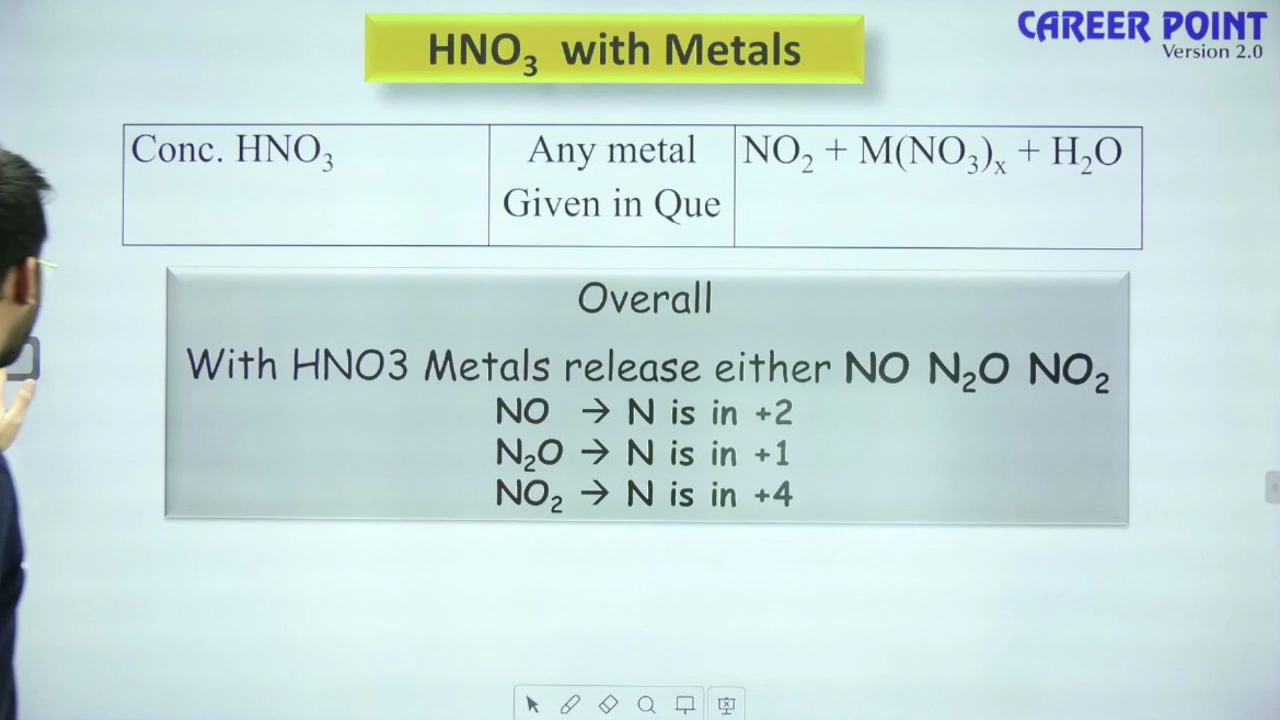 CAREER POINT
Version 2.0
HNO₃ with Metals
Conc. HNO₃
Any metal
Given in Que
NO₂ + M(NO₃)ₓ + H₂O
Overall
With HNO3 Metals release either NO N₂O NO₂
NO → N is in +2
N₂O → N is in +1
NO₂ → N is in +4